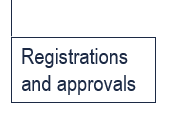 Registrations
and approvals